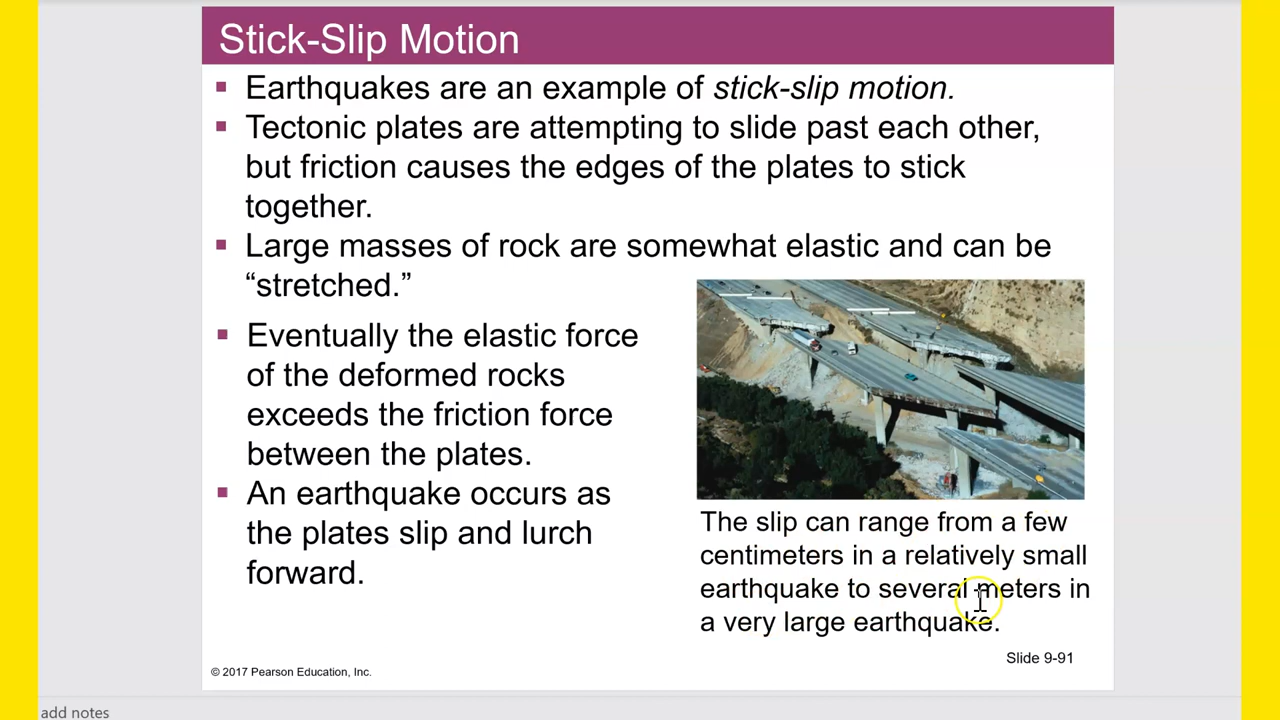 Stick-Slip Motion
▪ Earthquakes are an example of stick-slip motion.
▪ Tectonic plates are attempting to slide past each other,
but friction causes the edges of the plates to stick
together.
▪ Large masses of rock are somewhat elastic and can be
“stretched.”
▪ Eventually the elastic force
of the deformed rocks
exceeds the friction force
between the plates.
▪ An earthquake occurs as
the plates slip and lurch
forward.
The slip can range from a few
centimeters in a relatively small
earthquake to several meters in
a very large earthquake.
Slide 9-91
© 2017 Pearson Education, Inc.
add notes